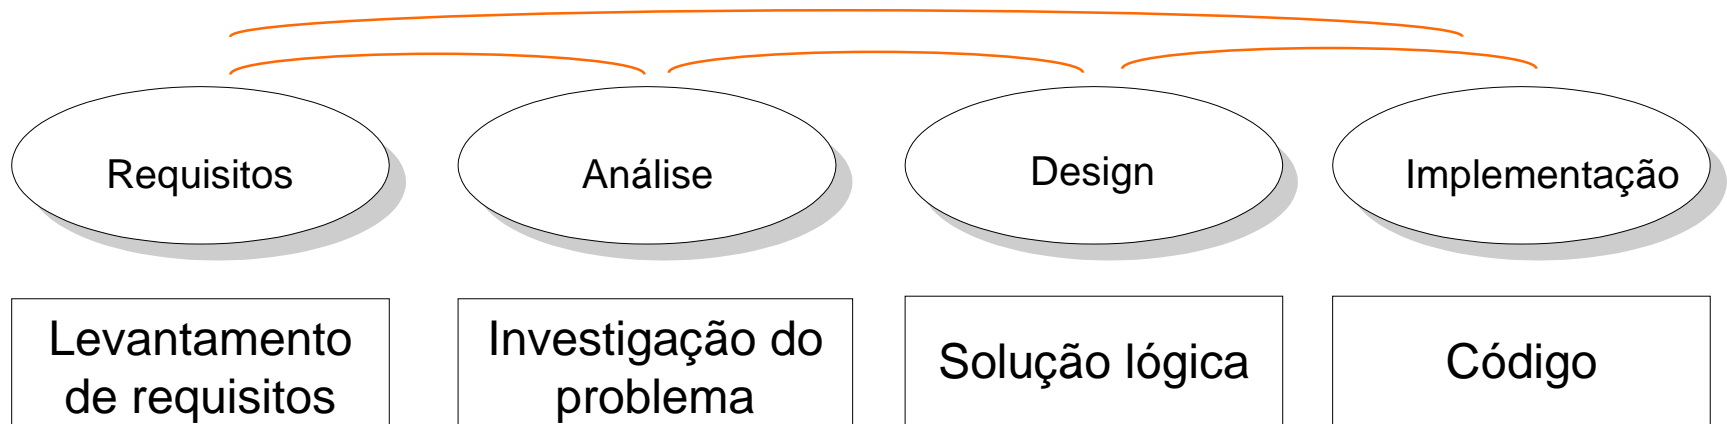 Requisitos
Análise
Design
Implementação
Levantamento
de requisitos
Investigação do
problema
Solução lógica
Código